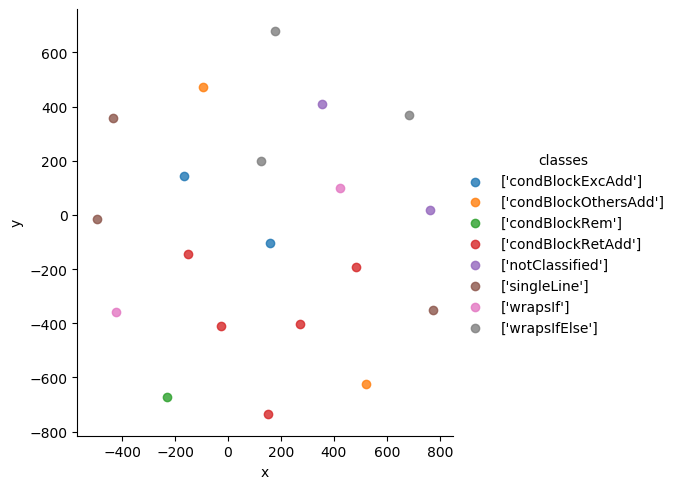 600
400
200
0
−200
−400
−600
−800
y
−400
−200
0
200
400
600
800
x
classes
['condBlockExcAdd']
['condBlockOthersAdd']
['condBlockRem']
['condBlockRetAdd']
['notClassified']
['singleLine']
['wrapsIf']
['wrapsIfElse']